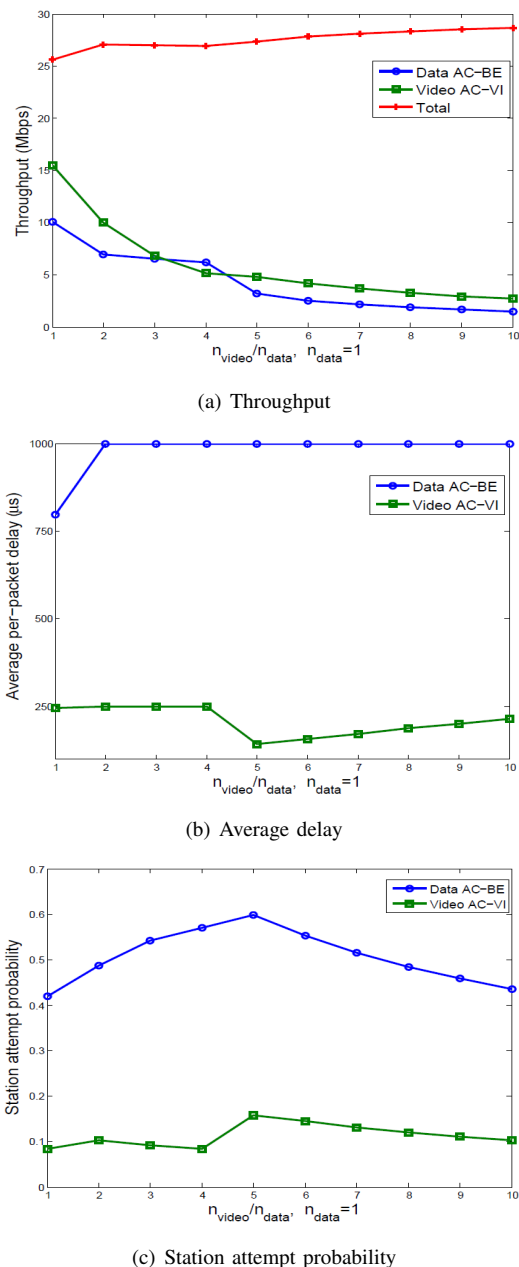 30
25
20
15
10
5
0
Throughput (Mbps)
Data AC-BE
Video AC-VI
Total
1 2 3 4 5 6 7 8 9 10
n_video/n_data, n_data=1
(a) Throughput
1000
750
500
250
Average per-packet delay (µs)
Data AC-BE
Video AC-VI
1 2 3 4 5 6 7 8 9 10
n_video/n_data, n_data=1
(b) Average delay
0.7
0.6
0.5
0.4
0.3
0.2
0.1
0
Station attempt probability
Data AC-BE
Video AC-VI
1 2 3 4 5 6 7 8 9 10
n_video/n_data, n_data=1
(c) Station attempt probability